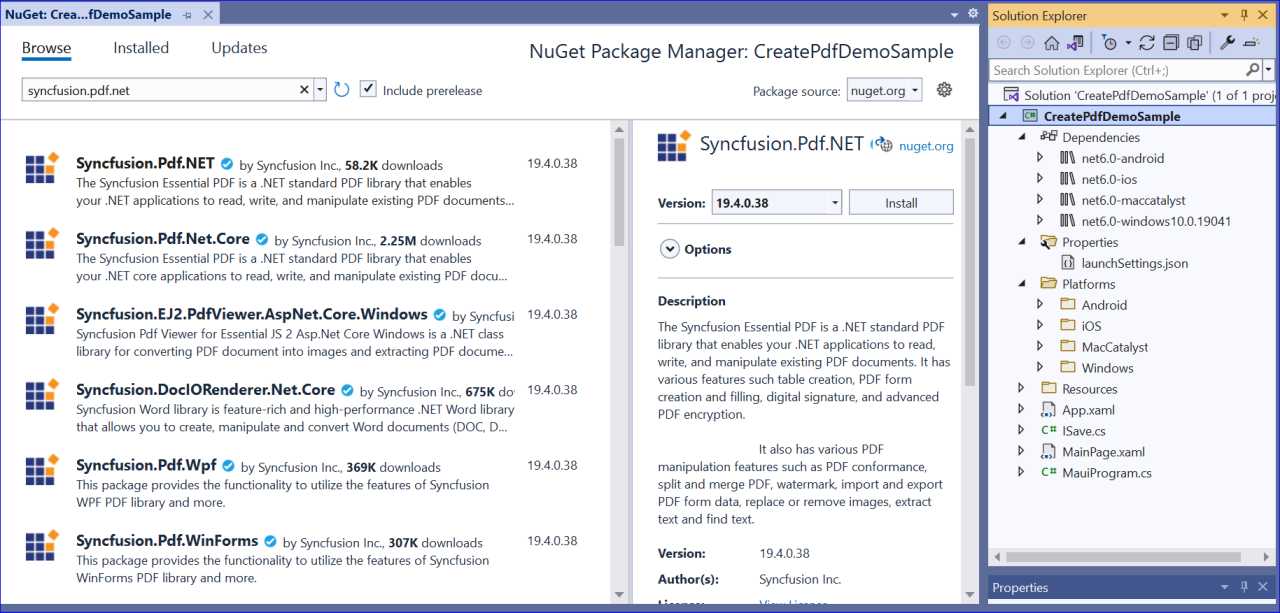 NuGet: Crea...fDemoSample
Browse
Installed
Updates
NuGet Package Manager: CreatePdfDemoSample
syncfusion.pdf.net
Include prerelease
Package source:
nuget.org
Syncfusion.Pdf.NET by Syncfusion Inc., 58.2K downloads
19.4.0.38
The Syncfusion Essential PDF is a .NET standard PDF library that enables
your .NET applications to read, write, and manipulate existing PDF documents...
Syncfusion.Pdf.Net.Core by Syncfusion Inc., 2.25M downloads
19.4.0.38
The Syncfusion Essential PDF is a .NET standard PDF library that enables
your .NET core applications to read, write, and manipulate existing PDF docu...
Syncfusion.EJ2.PdfViewer.AspNet.Core.Windows by Syncfusi
19.4.0.38
Syncfusion Pdf Viewer for Essential JS 2 Asp.Net Core Windows is a .NET class
library for converting PDF document into images and extracting PDF docume...
Syncfusion.DocIORenderer.Net.Core by Syncfusion Inc., 675K do
19.4.0.38
Syncfusion Word library is feature-rich and high-performance .NET Word library
that allows you to create, manipulate and convert Word documents (DOC, D...
Syncfusion.Pdf.Wpf by Syncfusion Inc., 369K downloads
19.4.0.38
This package provides the functionality to utilize the features of Syncfusion
WPF PDF library and more.
Syncfusion.Pdf.WinForms by Syncfusion Inc., 307K downloads
19.4.0.38
This package provides the functionality to utilize the features of Syncfusion
WinForms PDF library and more.
Syncfusion.Pdf.NET
nuget.org
Version:
19.4.0.38
Install
Options
Description
The Syncfusion Essential PDF is a .NET standard PDF
library that enables your .NET applications to read,
write, and manipulate existing PDF documents. It has
various features such table creation, PDF form
creation and filling, digital signature, and advanced
PDF encryption.
It also has various PDF
manipulation features such as PDF conformance,
split and merge PDF, watermark, import and export
PDF form data, replace or remove images, extract
text and find text.
Version: 19.4.0.38
Author(s): Syncfusion Inc.
License: View License
Solution Explorer
Search Solution Explorer (Ctrl+;)
Solution 'CreatePdfDemoSample' (1 of 1 proj
C# CreatePdfDemoSample
Dependencies
net6.0-android
net6.0-ios
net6.0-maccatalyst
net6.0-windows10.0.19041
Properties
launchSettings.json
Platforms
Android
iOS
MacCatalyst
Windows
Resources
App.xaml
C# ISave.cs
MainPage.xaml
C# MauiProgram.cs
Properties